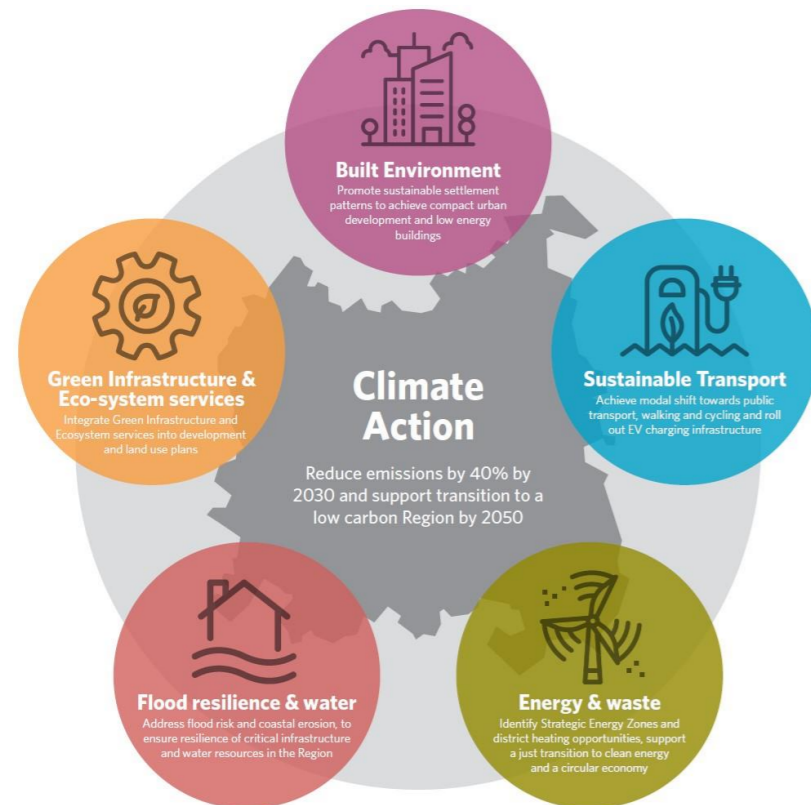 Built Environment
Promote sustainable settlement
patterns to achieve compact urban
development and low energy
buildings
Green Infrastructure &
Eco-system services
Integrate Green Infrastructure and
Ecosystem services into development
and land use plans
Climate
Action
Reduce emissions by 40% by
2030 and support transition to a
low carbon Region by 2050
Sustainable Transport
Achieve modal shift towards public
transport, walking and cycling and roll
out EV charging infrastructure
Flood resilience & water
Address flood risk and coastal erosion, to
ensure resilience of critical infrastructure
and water resources in the Region
Energy & waste
Identify Strategic Energy Zones and
district heating opportunities, support
a just transition to clean energy
and a circular economy